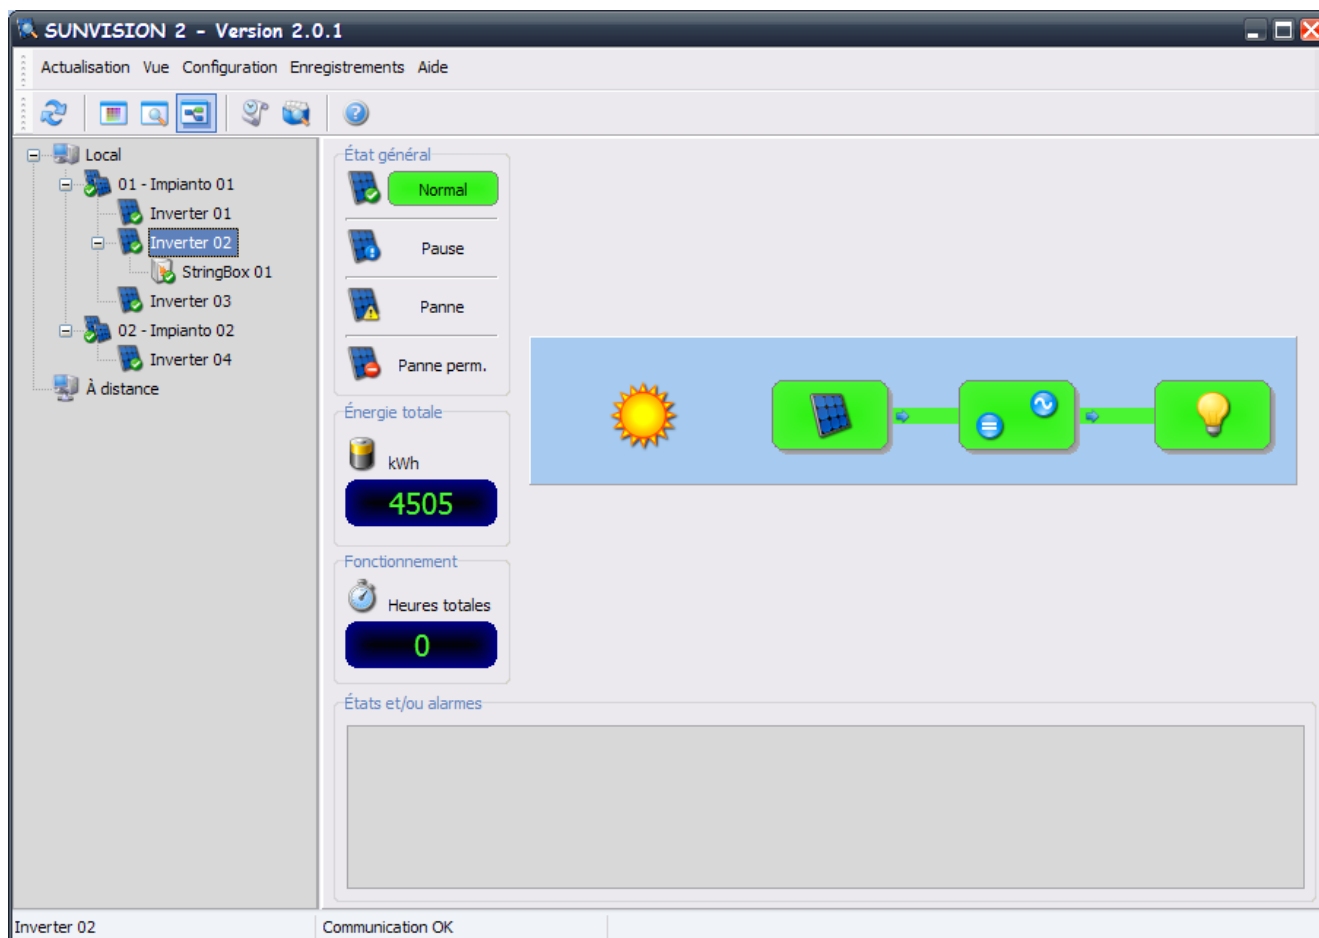 SUNVISION 2 - Version 2.0.1
Actualisation Vue Configuration Enregistrements Aide
Local
01 - Impianto 01
Inverter 01
Inverter 02
StringBox 01
Inverter 03
02 - Impianto 02
Inverter 04
À distance
État général
Normal
Pause
Panne
Panne perm.
Énergie totale
kWh
4505
Fonctionnement
Heures totales
0
États et/ou alarmes
Inverter 02 Communication OK